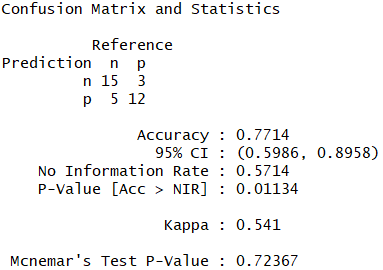 Confusion Matrix and Statistics
Reference
Prediction n p
n 15 3
p 5 12
Accuracy : 0.7714
95% CI : (0.5986, 0.8958)
No Information Rate : 0.5714
P-Value [Acc > NIR] : 0.01134
Kappa : 0.541
Mcnemar's Test P-Value : 0.72367